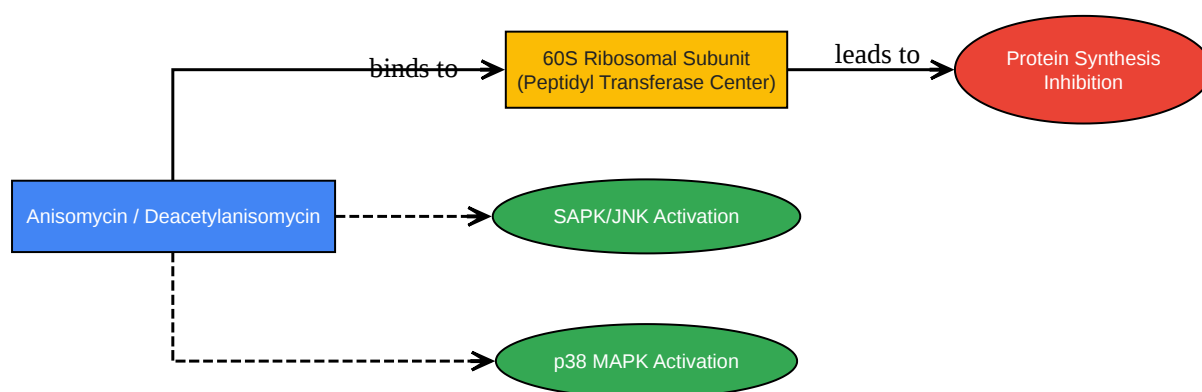 binds to
60S Ribosomal Subunit
(Peptidyl Transferase Center)
leads to
Protein Synthesis
Inhibition
Anisomycin / Deacetylanisomycin
SAPK/JNK Activation
p38 MAPK Activation